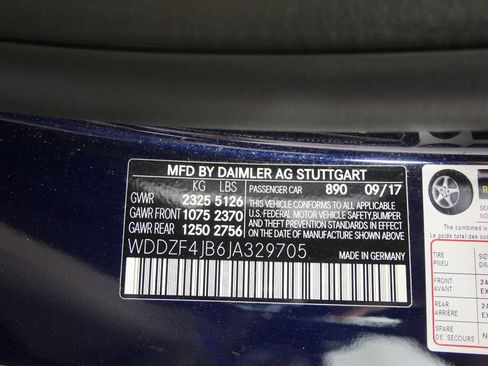 MFD BY DAIMLER AG STUTTGART
KG LBS
PASSENGER CAR 890 09/17
GVWR 2325 5126
GAWR FRONT 1075 2370
GAWR REAR 1250 2756
THIS VEHICLE CONFORMS TO ALL APPLICABLE
U.S. FEDERAL MOTOR VEHICLE SAFETY, BUMPER,
AND THEFT PREVENTION STANDARDS IN EFFECT
ON THE DATE OF MANUFACTURE SHOWN ABOVE.
WDDZF4JB6JA329705
MADE IN GERMANY
The combined
Le poids total
TIRE
PNEU
FRONT
AVANT
REAR
ARRIÈRE
SPARE
DE SECOURS